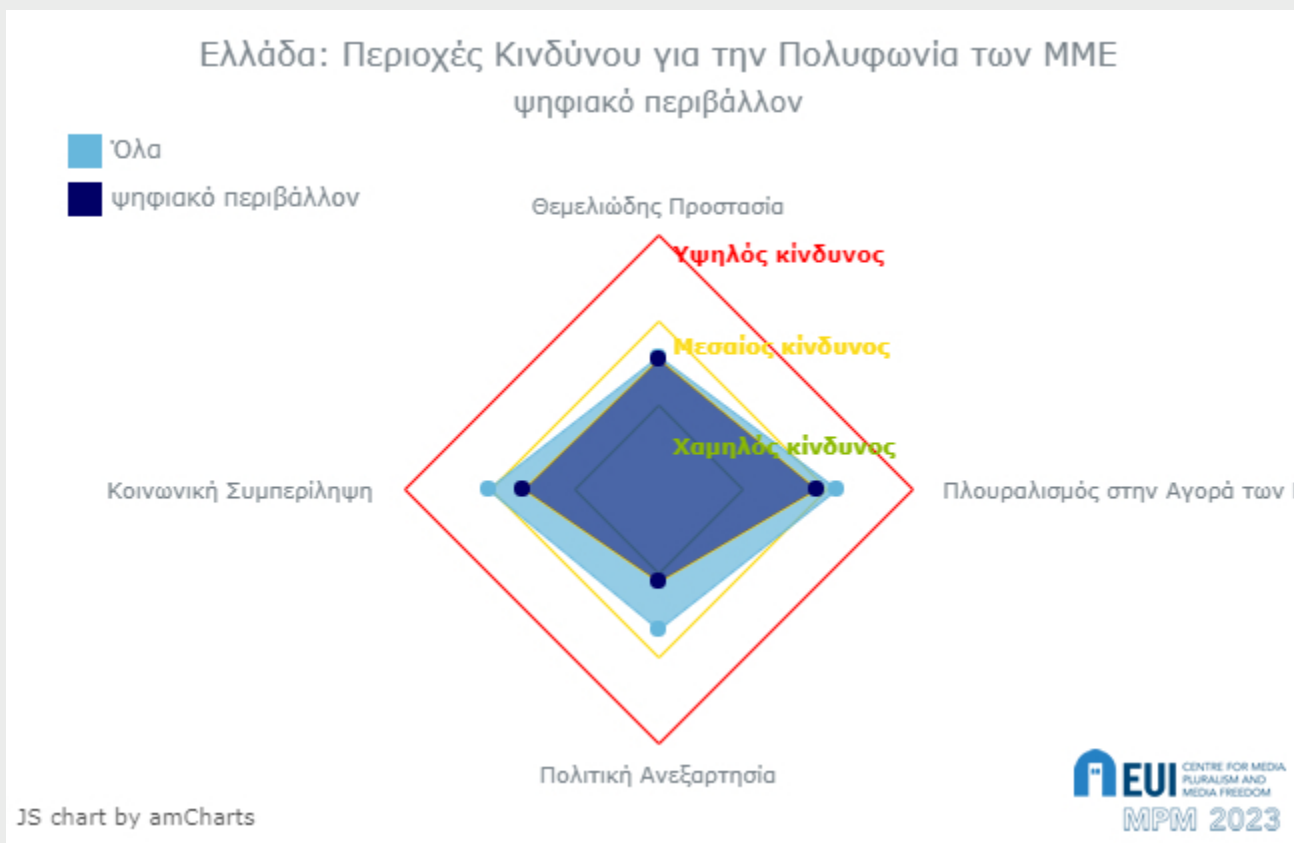 Ελλάδα: Περιοχές Κινδύνου για την Πολυφωνία των ΜΜΕ
ψηφιακό περιβάλλον
Όλα
ψηφιακό περιβάλλον
Θεμελιώδης Προστασία
Υψηλός κίνδυνος
Μεσαίος κίνδυνος
Χαμηλός κίνδυνος
Κοινωνική Συμπερίληψη
Πλουραλισμός στην Αγορά των
Πολιτική Ανεξαρτησία
EUI CENTRE FOR MEDIA
PLURALISM AND
MEDIA FREEDOM
MPM 2023
JS chart by amCharts